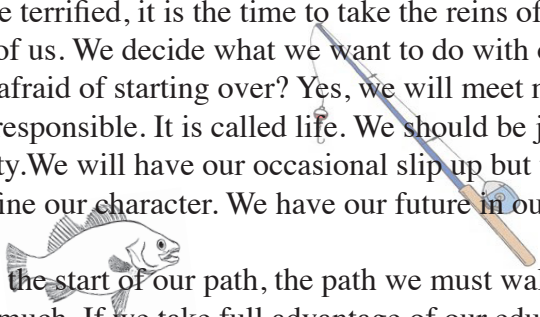 e terrified, it is the time to take the reins of
of us. We decide what we want to do with
afraid of starting over? Yes, we will meet
responsible. It is called life. We should be j
ty.We will have our occasional slip up but
ine our character. We have our future in ou
the start of our path, the path we must wal
much. If we take full advantage of our edu